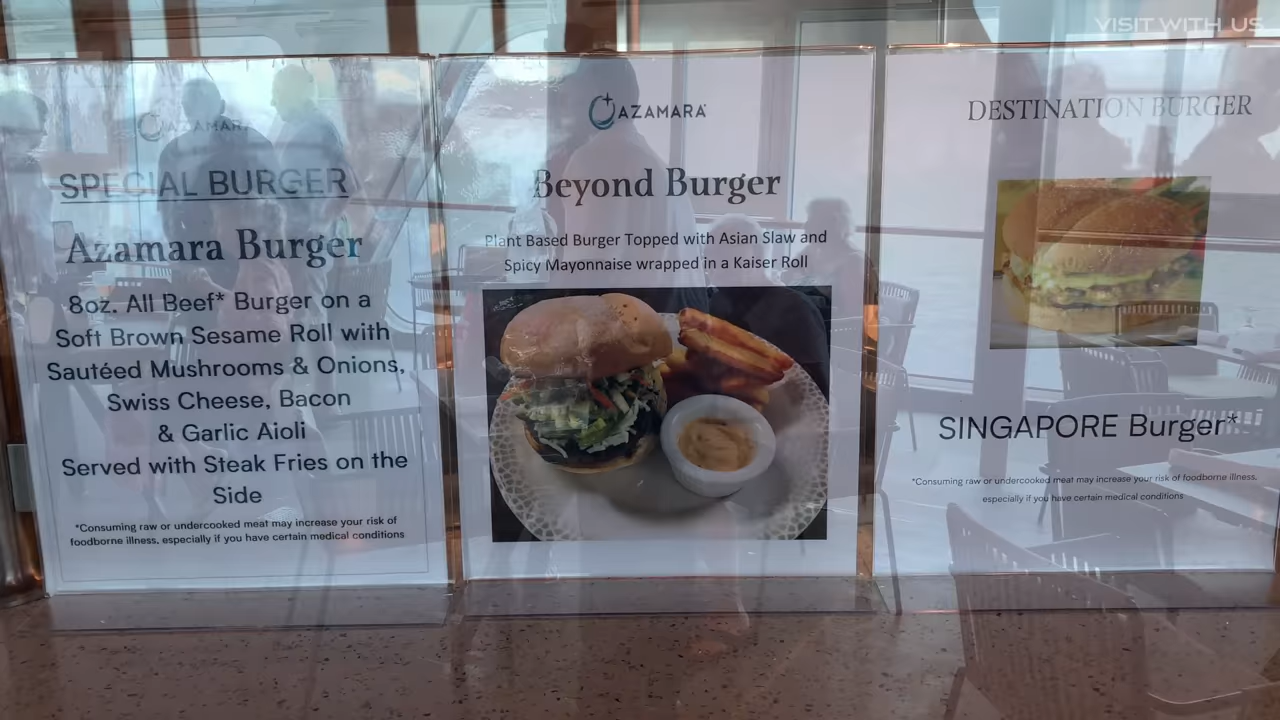 VISIT WITH US
AZAMARA
SPECIAL BURGER
Azamara Burger
8oz. All Beef* Burger on a
Soft Brown Sesame Roll with
Sautéed Mushrooms & Onions,
Swiss Cheese, Bacon
& Garlic Aioli
Served with Steak Fries on the
Side
*Consuming raw or undercooked meat may increase your risk of
foodborne illness, especially if you have certain medical conditions
AZAMARA
Beyond Burger
Plant Based Burger Topped with Asian Slaw and
Spicy Mayonnaise wrapped in a Kaiser Roll
DESTINATION BURGER
SINGAPORE Burger*
*Consuming raw or undercooked meat may increase your risk of foodborne illness,
especially if you have certain medical conditions